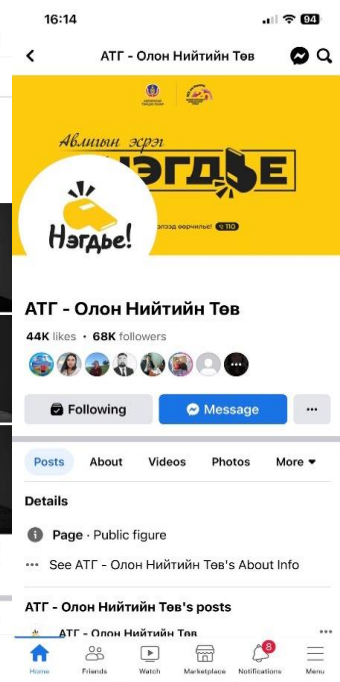 16:14
94
АТГ - Олон Нийтийн Төв
Авлигын эсрэг
НЭГДЬЕ
өөрчилье! 110
Нэгдье!
АТГ - Олон Нийтийн Төв
44K likes • 68K followers
Following
Message
Posts
About
Videos
Photos
More
Details
Page · Public figure
See АТГ - Олон Нийтийн Төв's About Info
АТГ - Олон Нийтийн Төв's posts
АТГ - Олон Нийтийн Төв
8
Home
Friends
Watch
Marketplace
Notifications
Menu